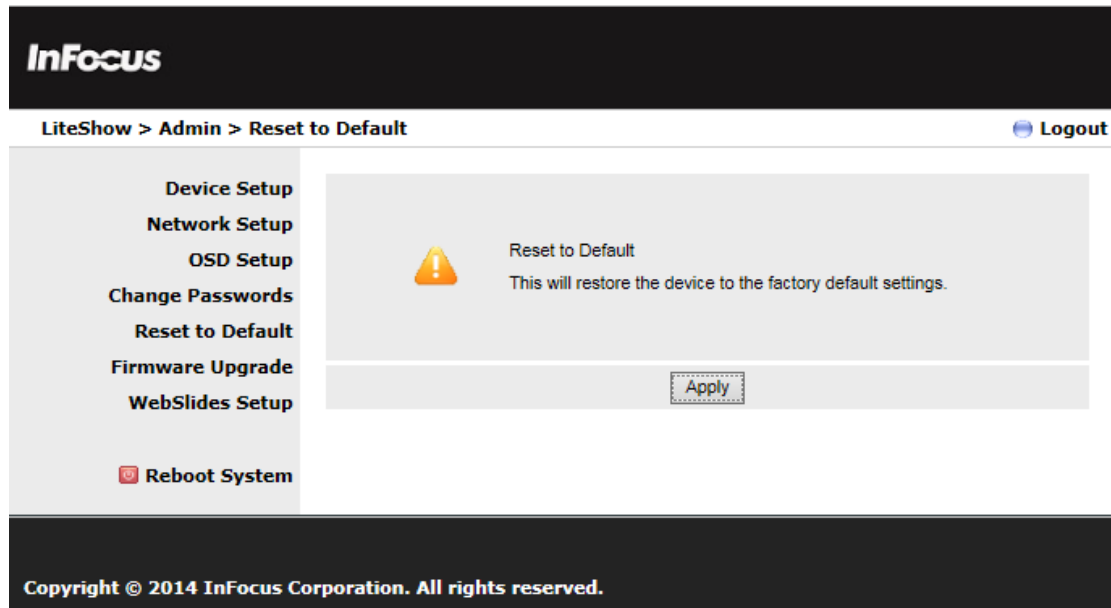 InFocus
LiteShow > Admin > Reset to Default
Logout
Device Setup
Network Setup
OSD Setup
Change Passwords
Reset to Default
Firmware Upgrade
WebSlides Setup
Reboot System
Reset to Default
This will restore the device to the factory default settings.
Apply
Copyright © 2014 InFocus Corporation. All rights reserved.